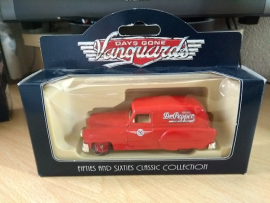 DAYS GONE
Vanguards
Dr Pepper
FIFTIES AND SIXTIES CLASSIC COLLECTION